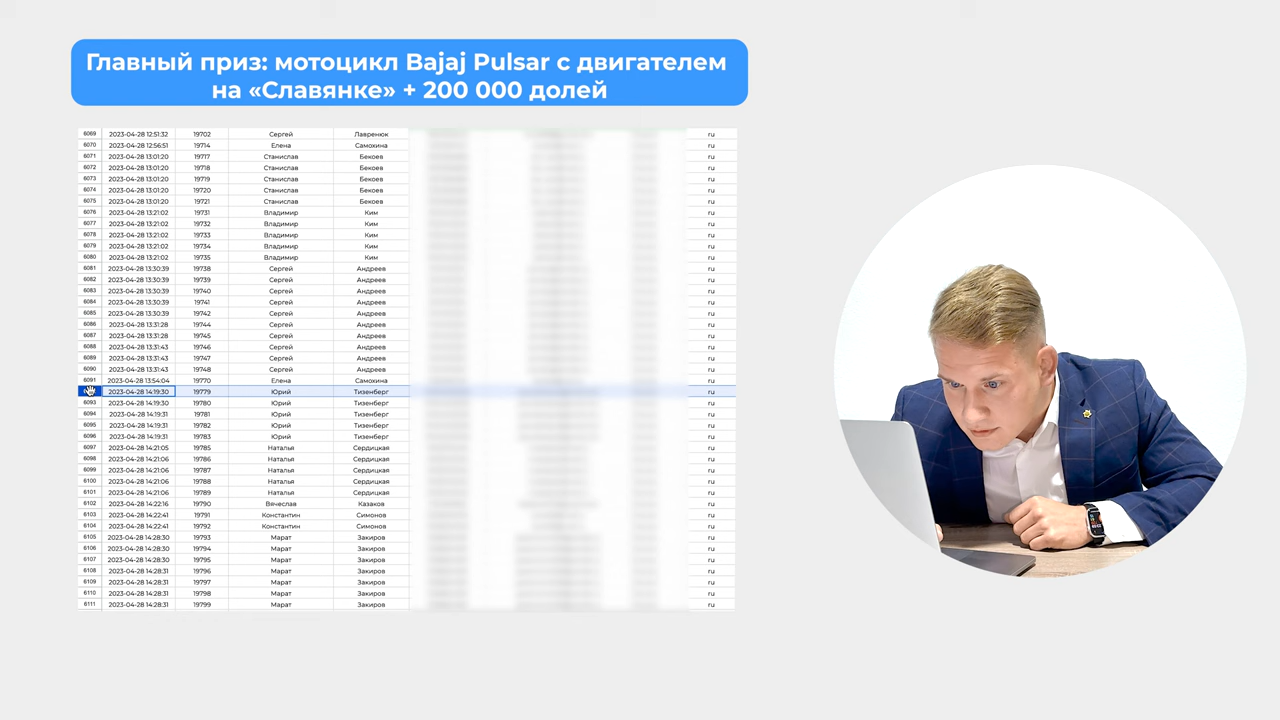 Главный приз: мотоцикл Bajaj Pulsar с двигателем
на «Славянке» + 200 000 долей
6069 2023-04-28 12:51:32 19702 Сергей Лавренюк ru
6070 2023-04-28 12:56:51 19714 Елена Самохина ru
6071 2023-04-28 13:01:20 19717 Станислав Бекоев ru
6072 2023-04-28 13:01:20 19718 Станислав Бекоев ru
6073 2023-04-28 13:01:20 19719 Станислав Бекоев ru
6074 2023-04-28 13:01:20 19720 Станислав Бекоев ru
6075 2023-04-28 13:01:20 19721 Станислав Бекоев ru
6076 2023-04-28 13:21:02 19731 Владимир Ким ru
6077 2023-04-28 13:21:02 19732 Владимир Ким ru
6078 2023-04-28 13:21:02 19733 Владимир Ким ru
6079 2023-04-28 13:21:02 19734 Владимир Ким ru
6080 2023-04-28 13:21:02 19735 Владимир Ким ru
6081 2023-04-28 13:30:39 19738 Сергей Андреев ru
6082 2023-04-28 13:30:39 19739 Сергей Андреев ru
6083 2023-04-28 13:30:39 19740 Сергей Андреев ru
6084 2023-04-28 13:30:39 19741 Сергей Андреев ru
6085 2023-04-28 13:30:39 19742 Сергей Андреев ru
6086 2023-04-28 13:31:28 19744 Сергей Андреев ru
6087 2023-04-28 13:31:28 19745 Сергей Андреев ru
6088 2023-04-28 13:31:43 19746 Сергей Андреев ru
6089 2023-04-28 13:31:43 19747 Сергей Андреев ru
6090 2023-04-28 13:31:43 19748 Сергей Андреев ru
6091 2023-04-28 13:54:04 19770 Елена Самохина ru
2023-04-28 14:19:30 19779 Юрий Тизенберг ru
6093 2023-04-28 14:19:30 19780 Юрий Тизенберг ru
6094 2023-04-28 14:19:31 19781 Юрий Тизенберг ru
6095 2023-04-28 14:19:31 19782 Юрий Тизенберг ru
6096 2023-04-28 14:19:31 19783 Юрий Тизенберг ru
6097 2023-04-28 14:21:05 19785 Наталья Сердицкая ru
6098 2023-04-28 14:21:06 19786 Наталья Сердицкая ru
6099 2023-04-28 14:21:06 19787 Наталья Сердицкая ru
6100 2023-04-28 14:21:06 19788 Наталья Сердицкая ru
6101 2023-04-28 14:21:06 19789 Наталья Сердицкая ru
6102 2023-04-28 14:22:16 19790 Вячеслав Казаков ru
6103 2023-04-28 14:22:41 19791 Константин Симонов ru
6104 2023-04-28 14:22:41 19792 Константин Симонов ru
6105 2023-04-28 14:28:30 19793 Марат Закиров ru
6106 2023-04-28 14:28:30 19794 Марат Закиров ru
6107 2023-04-28 14:28:30 19795 Марат Закиров ru
6108 2023-04-28 14:28:31 19796 Марат Закиров ru
6109 2023-04-28 14:28:31 19797 Марат Закиров ru
6110 2023-04-28 14:28:31 19798 Марат Закиров ru
6111 2023-04-28 14:28:31 19799 Марат Закиров ru